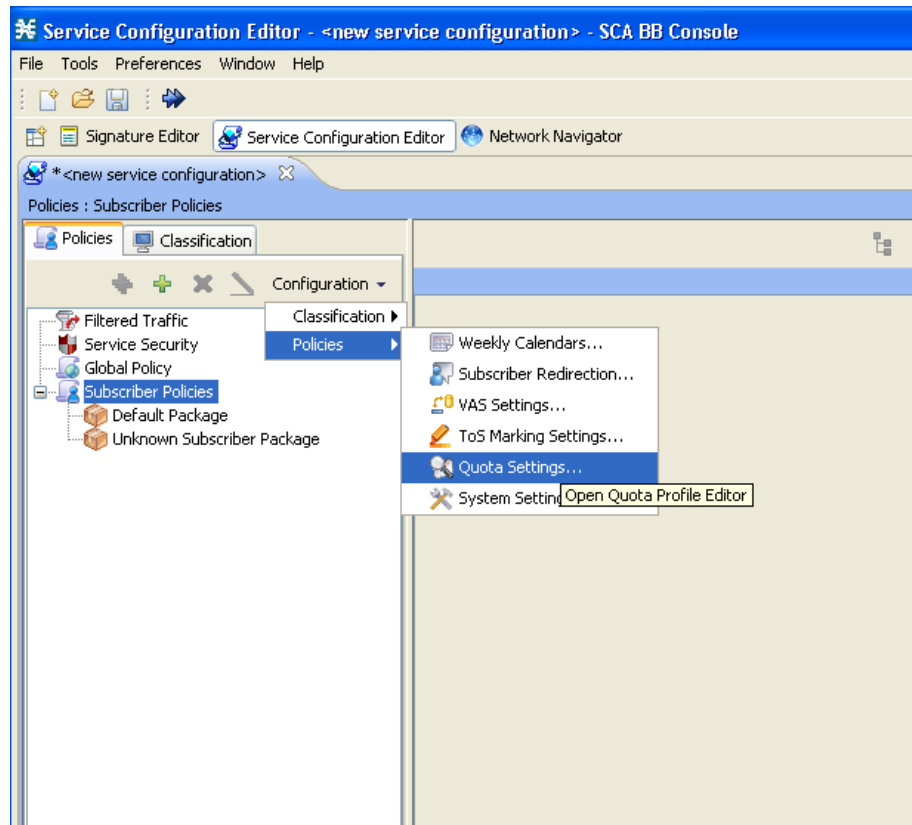 Service Configuration Editor - <new service configuration> - SCA BB Console
File Tools Preferences Window Help
Signature Editor Service Configuration Editor Network Navigator
*<new service configuration>
Policies : Subscriber Policies
Policies Classification
Configuration
Filtered Traffic
Service Security
Global Policy
Subscriber Policies
Default Package
Unknown Subscriber Package
Classification
Policies
Weekly Calendars...
Subscriber Redirection...
VAS Settings...
ToS Marking Settings...
Quota Settings...
System Settin
Open Quota Profile Editor